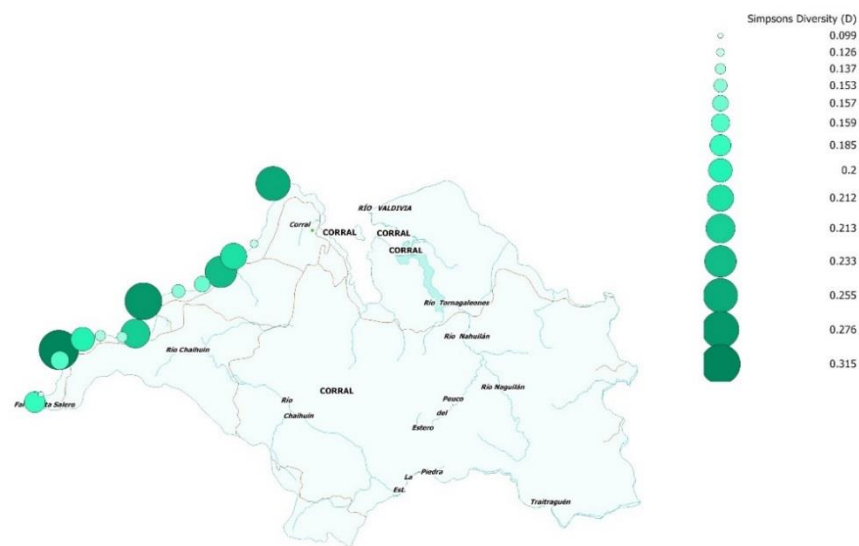 Simpsons Diversity (D)
0.099
0.126
0.137
0.153
0.157
0.159
0.185
0.2
0.212
0.213
0.233
0.255
0.276
0.315
RÍO VALDIVIA
Corral
CORRAL
CORRAL
CORRAL
Río Tornagaleones
Río Nahuilán
Río Chaihuín
Río Naguilán
CORRAL
Río
Chaihuín
Peuco
del
Estero
La
Piedra
Est.
Traitraguén
Salero